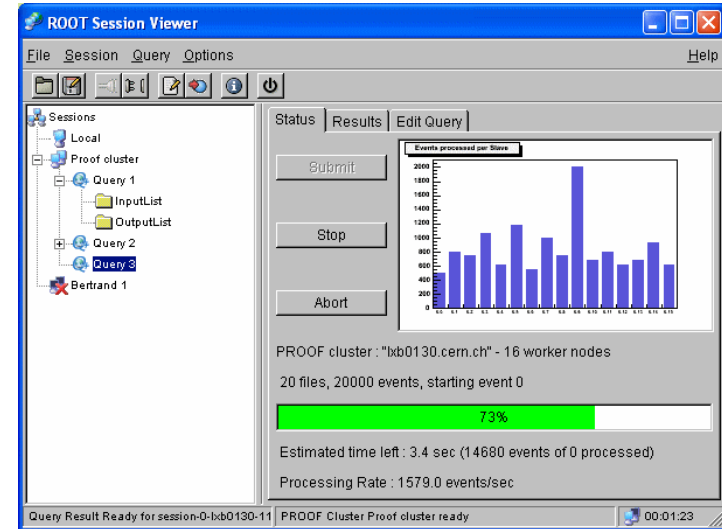 ROOT Session Viewer
File Session Query Options Help
Sessions
Local
Proof cluster
Query 1
InputList
OutputList
Query 2
Query 3
Bertrand 1
Status Results Edit Query
Submit
Stop
Abort
Events processed per Slave
2000
1800
1600
1400
1200
1000
800
600
400
200
0
PROOF cluster : "lxb0130.cern.ch" - 16 worker nodes
20 files, 20000 events, starting event 0
73%
Estimated time left : 3.4 sec (14680 events of 0 processed)
Processing Rate : 1579.0 events/sec
Query Result Ready for session-0-lxb0130-11 PROOF Cluster Proof cluster ready 00:01:23